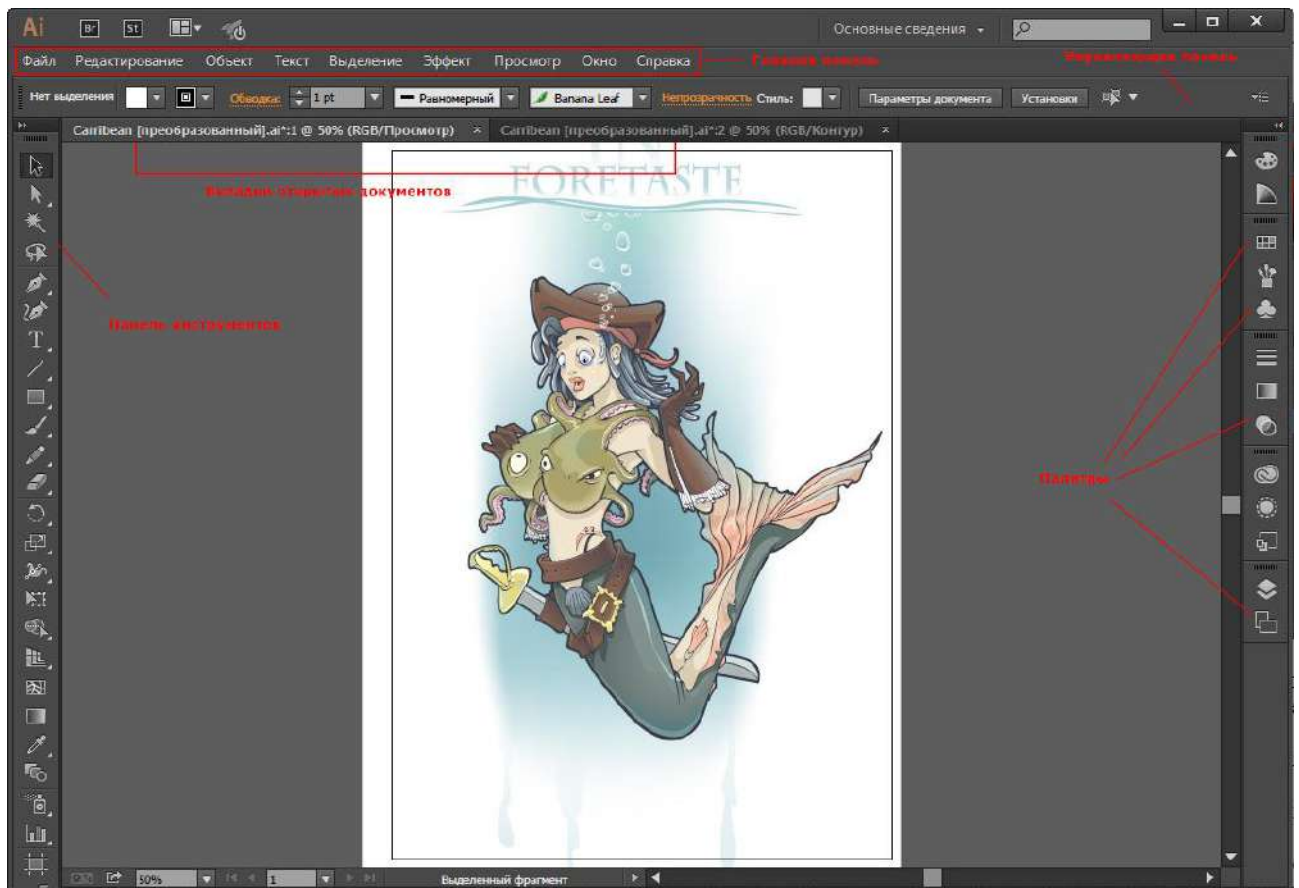 Ai Br St Основные сведения
Файл Редактирование Объект Текст Выделение Эффект Просмотр Окно Справка Главная панель Управляющая панель
Нет выделения Обводка: 1 pt Равномерный Banana Leaf Непрозрачность Стиль: Параметры документа Установки
Carribean [преобразованный].ai*:1 @ 50% (RGB/Просмотр) × Carribean [преобразованный].ai*:2 @ 50% (RGB/Контур) ×
FORETASTE
Вкладки открытых документов
Панель инструментов
Палитры
50% 1 Выделенный фрагмент